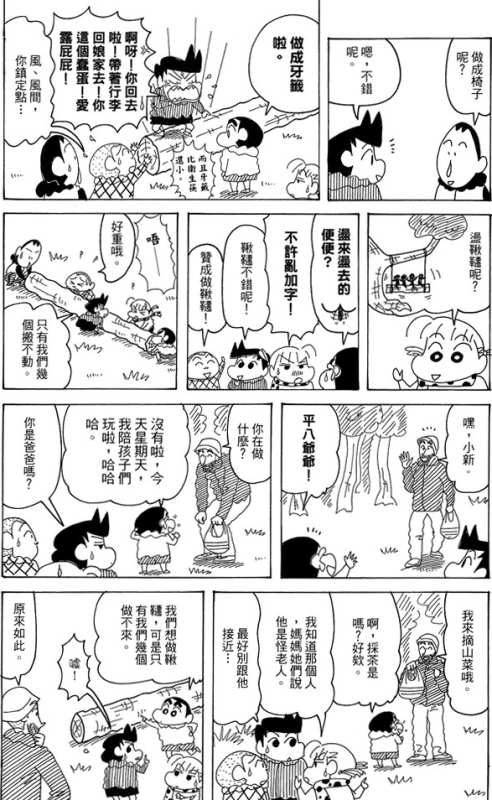 做成椅子
呢？
嗯，不錯
呢。
做成牙籤
啦。
啊呀！你回去
啦！帶著行李
回娘家去！你
這個蠢蛋！愛
露屁屁！
而且牙籤
比衛生筷
還小。
風、風間，
你鎮定點…
盪鞦韆呢？
盪來盪去的
便便？
不許亂加字！
鞦韆不錯呢！
贊成做鞦韆！
唔
好重哦。
只有我們幾
個搬不動。
嘿，小新。
平八爺爺！
你在做
什麼？
沒有啦，今
天星期天，
我陪孩子們
玩啦，哈哈
哈。
你是爸爸嗎？
我來摘山菜哦。
啊，採茶是
嗎？好欸。
我知道那個人
，媽媽她們說
他是怪老人。
最好別跟他
接近…
噓！
我們想做鞦
韆，可是只
有我們幾個
做不來。
原來如此。